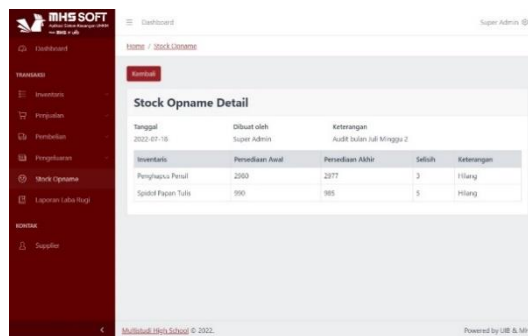 MHS SOFT
Dashboard
Super Admin
Dashboard
Home / Stock Opname
TRANSAKSI
Kembali
Inventaris
Stock Opname Detail
Penjualan
Pembelian
Tanggal Dibuat oleh Keterangan
2022-07-16 Super Admin Audit bulan Juli Minggu 2
Pengeluaran
Inventaris Persediaan Awal Persediaan Akhir Selisih Keterangan
Stock Opname
Penghapus Pensil 2980 2977 3 Hilang
Spidol Papan Tulis 990 985 5 Hilang
Laporan Laba Rugi
KONTAK
Supplier
Multistudi High School © 2022.
Powered by UIB &